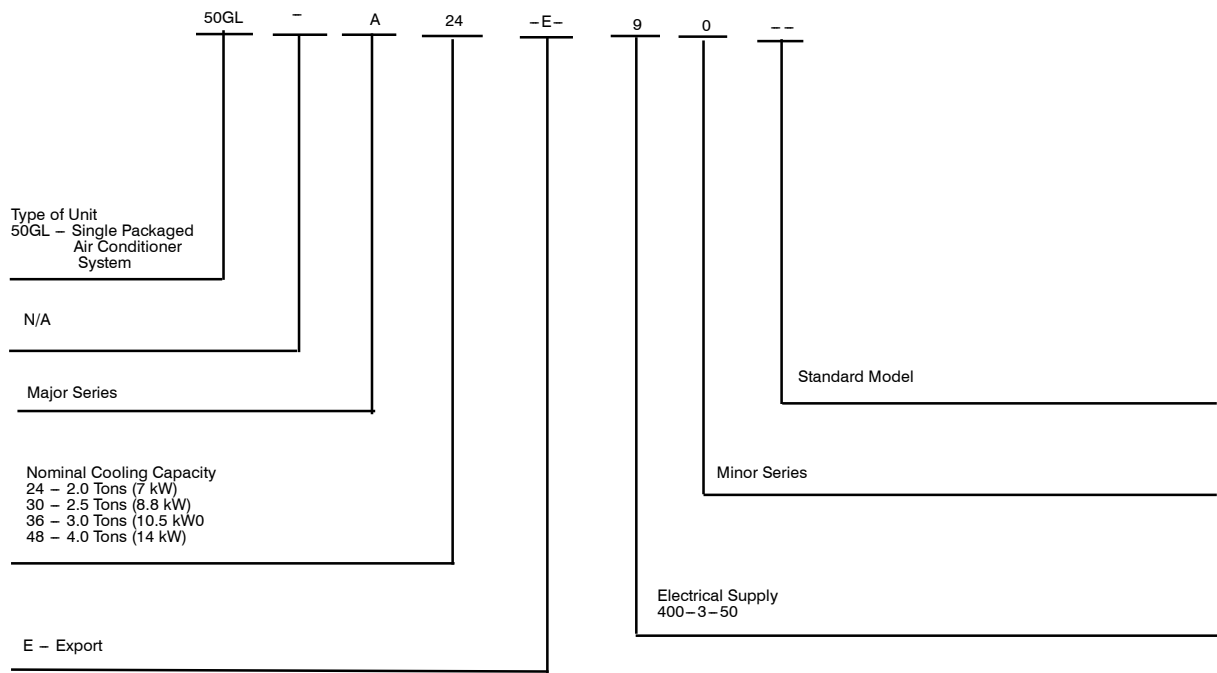 50GL – A 24 –E– 9 0 ––
Type of Unit
50GL – Single Packaged
Air Conditioner
System
N/A
Major Series
Standard Model
Nominal Cooling Capacity
24 – 2.0 Tons (7 kW)
30 – 2.5 Tons (8.8 kW)
36 – 3.0 Tons (10.5 kW0
48 – 4.0 Tons (14 kW)
Minor Series
Electrical Supply
400–3–50
E – Export